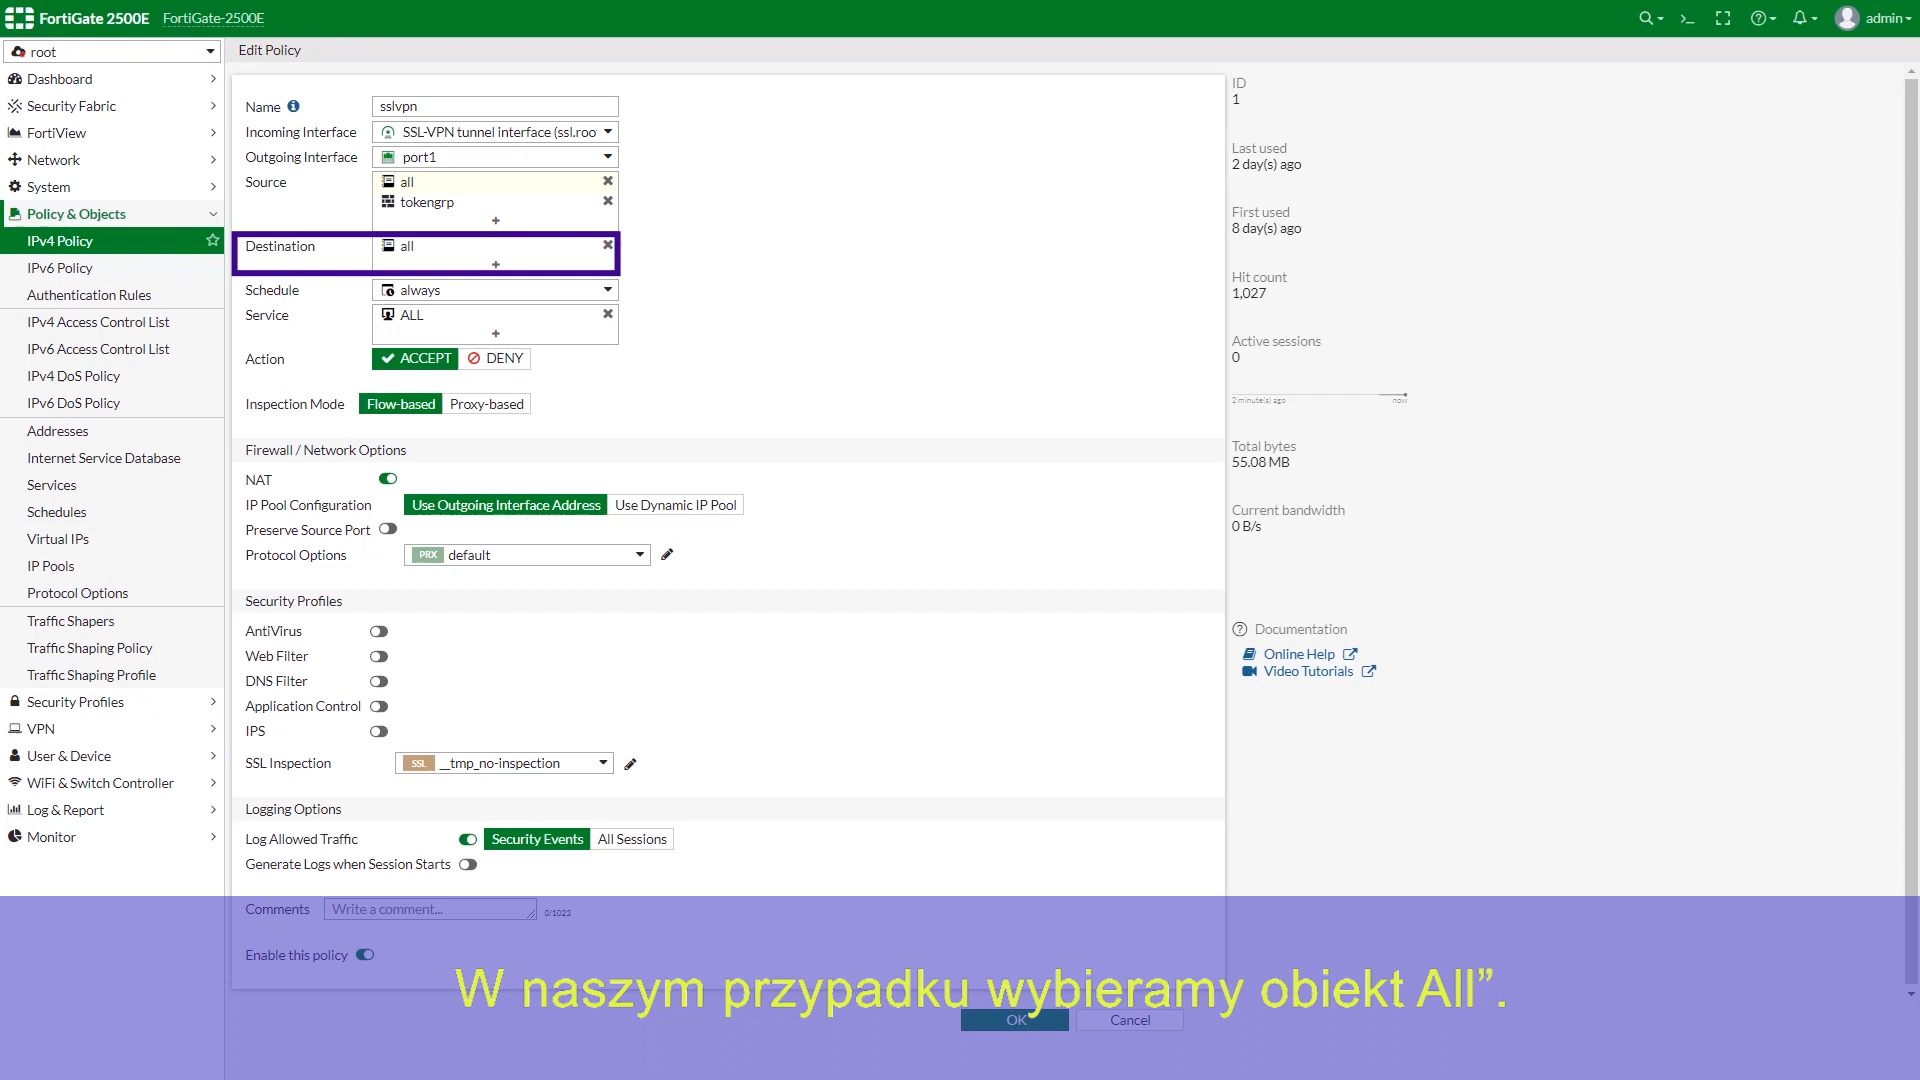 FortiGate 2500E FortiGate-2500E admin
root
Edit Policy
Dashboard
Security Fabric
FortiView
Network
System
Policy & Objects
IPv4 Policy
IPv6 Policy
Authentication Rules
IPv4 Access Control List
IPv6 Access Control List
IPv4 DoS Policy
IPv6 DoS Policy
Addresses
Internet Service Database
Services
Schedules
Virtual IPs
IP Pools
Protocol Options
Traffic Shapers
Traffic Shaping Policy
Traffic Shaping Profile
Security Profiles
VPN
User & Device
WiFi & Switch Controller
Log & Report
Monitor
Name sslvpn
Incoming Interface SSL-VPN tunnel interface (ssl.roo
Outgoing Interface port1
Source all
tokengrp
+
Destination all
+
Schedule always
Service ALL
+
Action ACCEPT DENY
Inspection Mode Flow-based Proxy-based
Firewall / Network Options
NAT
IP Pool Configuration Use Outgoing Interface Address Use Dynamic IP Pool
Preserve Source Port
Protocol Options PRX default
Security Profiles
AntiVirus
Web Filter
DNS Filter
Application Control
IPS
SSL Inspection SSL __tmp_no-inspection
Logging Options
Log Allowed Traffic Security Events All Sessions
Generate Logs when Session Starts
Comments Write a comment... 0/1023
Enable this policy
OK Cancel
ID
1
Last used
2 day(s) ago
First used
8 day(s) ago
Hit count
1,027
Active sessions
0
2 minute(s) ago now
Total bytes
55.08 MB
Current bandwidth
0 B/s
Documentation
Online Help
Video Tutorials
W naszym przypadku wybieramy obiekt All”.